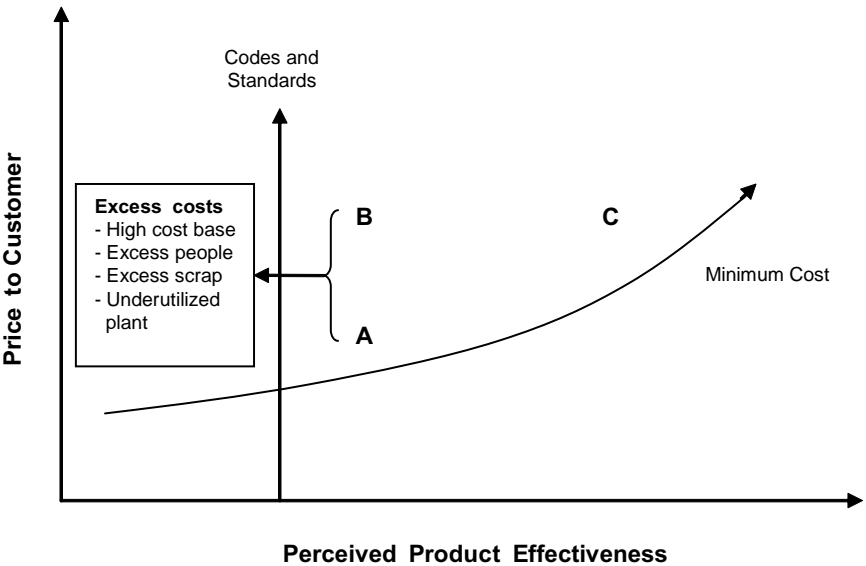 Codes and
Standards
Price to Customer
Excess costs
- High cost base
- Excess people
- Excess scrap
- Underutilized
plant
B
A
C
Minimum Cost
Perceived Product Effectiveness